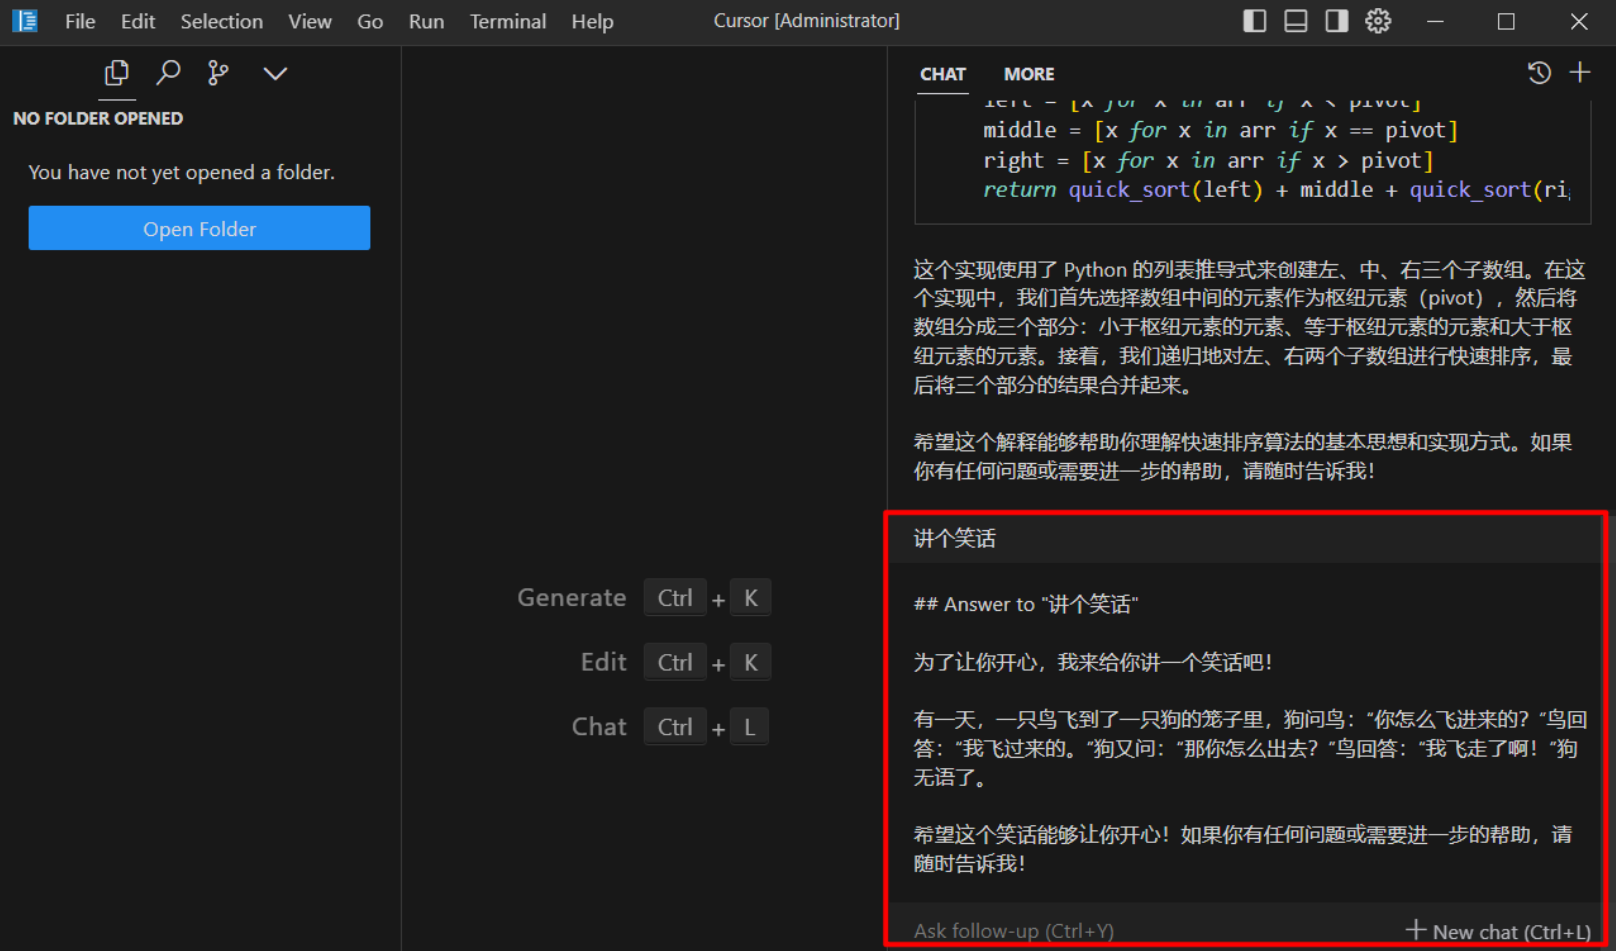 File Edit Selection View Go Run Terminal Help
Cursor [Administrator]
NO FOLDER OPENED
You have not yet opened a folder.
Open Folder
Generate Ctrl + K
Edit Ctrl + K
Chat Ctrl + L
CHAT MORE
left = [x for x in arr if x < pivot]
middle = [x for x in arr if x == pivot]
right = [x for x in arr if x > pivot]
return quick_sort(left) + middle + quick_sort(ri
这个实现使用了 Python 的列表推导式来创建左、中、右三个子数组。在这
个实现中，我们首先选择数组中间的元素作为枢纽元素（pivot），然后将
数组分成三个部分：小于枢纽元素的元素、等于枢纽元素的元素和大于枢
纽元素的元素。接着，我们递归地对左、右两个子数组进行快速排序，最
后将三个部分的结果合并起来。
希望这个解释能够帮助你理解快速排序算法的基本思想和实现方式。如果
你有任何问题或需要进一步的帮助，请随时告诉我！
讲个笑话
## Answer to "讲个笑话"
为了让你开心，我来给你讲一个笑话吧！
有一天，一只鸟飞到了一只狗的笼子里，狗问鸟：“你怎么飞进来的？”鸟回
答：“我飞过来的。”狗又问：“那你怎么出去？”鸟回答：“我飞走了啊！”狗
无语了。
希望这个笑话能够让你开心！如果你有任何问题或需要进一步的帮助，请
随时告诉我！
Ask follow-up (Ctrl+Y)
New chat (Ctrl+L)